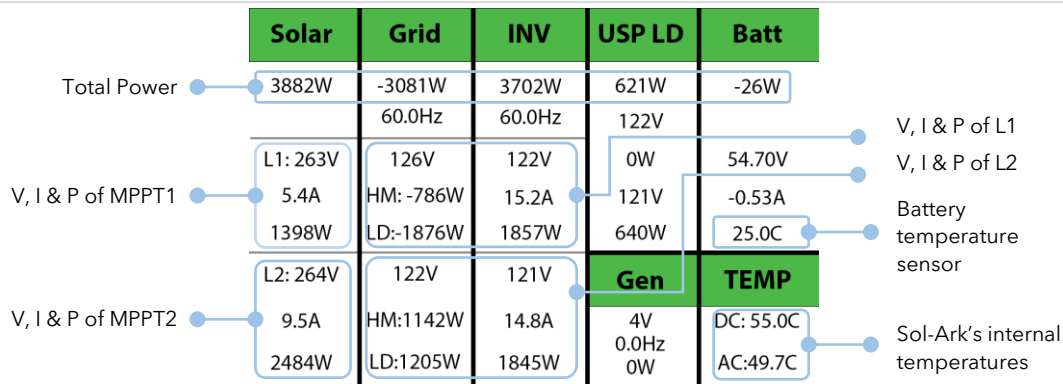 Solar Grid INV USP LD Batt
Total Power 3882W -3081W 3702W 621W -26W
60.0Hz 60.0Hz 122V
V, I & P of L1
L1: 263V 126V 122V 0W 54.70V
V, I & P of L2
V, I & P of MPPT1 5.4A HM: -786W 15.2A 121V -0.53A
1398W LD:-1876W 1857W 640W 25.0C
Battery
temperature
sensor
L2: 264V 122V 121V Gen TEMP
V, I & P of MPPT2 9.5A HM:1142W 14.8A 4V DC: 55.0C
0.0Hz
2484W LD:1205W 1845W 0W AC:49.7C
Sol-Ark’s internal
temperatures